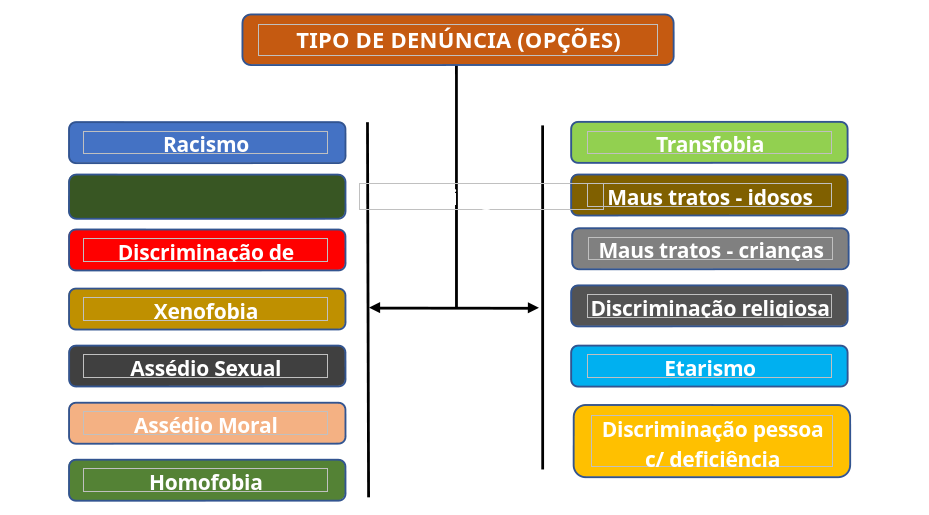 TIPO DE DENÚNCIA (OPÇÕES)
Racismo
Discriminação de
Xenofobia
Assédio Sexual
Assédio Moral
Homofobia
Transfobia
Maus tratos - idosos
Maus tratos - crianças
Discriminação religiosa
Etarismo
Discriminação pessoa
c/ deficiência